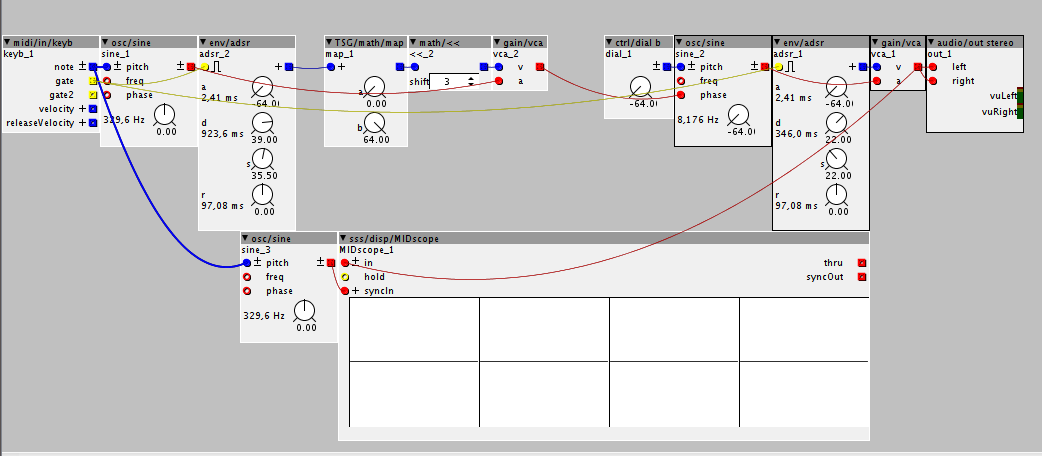 midi/in/keyb
keyb_1
note
gate
gate2
velocity
releaseVelocity
osc/sine
sine_1
pitch
freq
phase
329,6 Hz
0.00
env/adsr
adsr_2
a
2,41 ms
-64.0
d
923,6 ms
39.00
s
35.50
r
97,08 ms
0.00
TSG/math/map
map_1
a
0.00
b
64.00
math/<<
<<_2
shift 3
gain/vca
vca_2
v
a
ctrl/dial b
dial_1
-64.0
osc/sine
sine_2
pitch
freq
phase
8,176 Hz
-64.0
env/adsr
adsr_1
a
2,41 ms
-64.0
d
346,0 ms
22.00
s
22.00
r
97,08 ms
0.00
gain/vca
vca_1
v
a
audio/out stereo
out_1
left
right
vuLeft
vuRight
osc/sine
sine_3
pitch
freq
phase
329,6 Hz
0.00
sss/disp/MIDscope
MIDscope_1
in
hold
syncIn
thru
syncOut